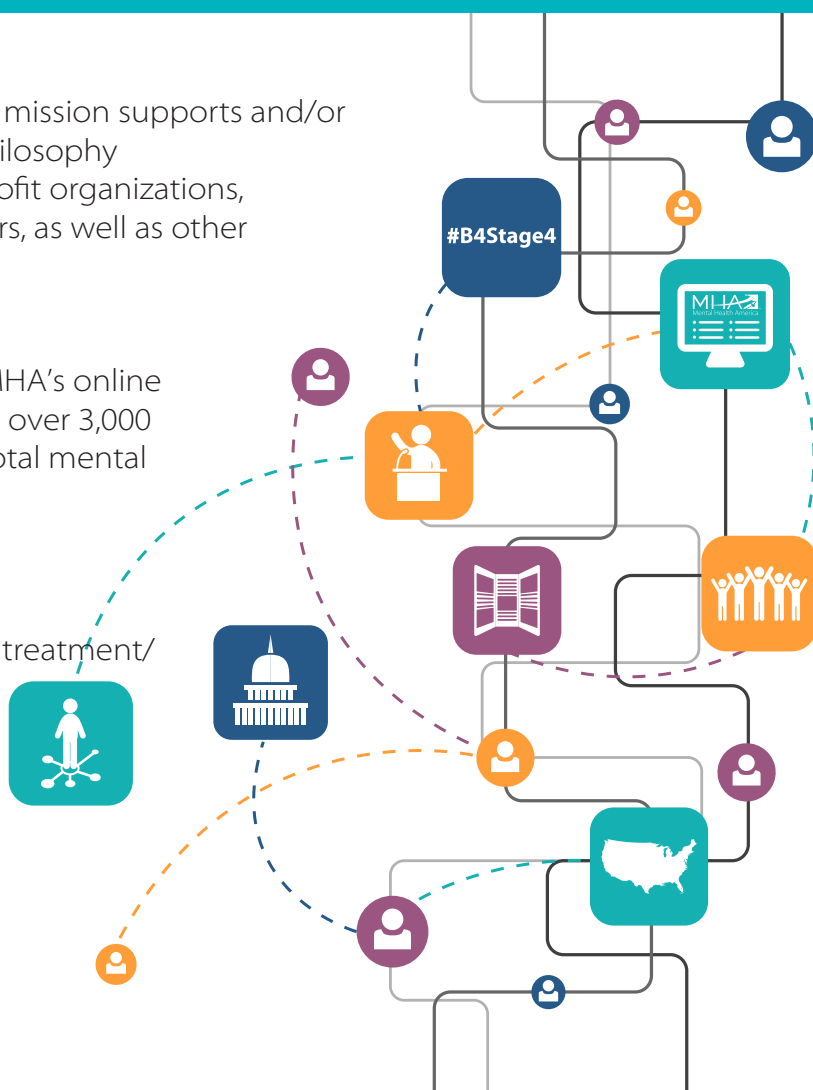 mission supports and/or
ilosophy
ofit organizations,
rs, as well as other
#B4Stage4
MHA
Mental Health America
MHA's online
over 3,000
otal mental
treatment/